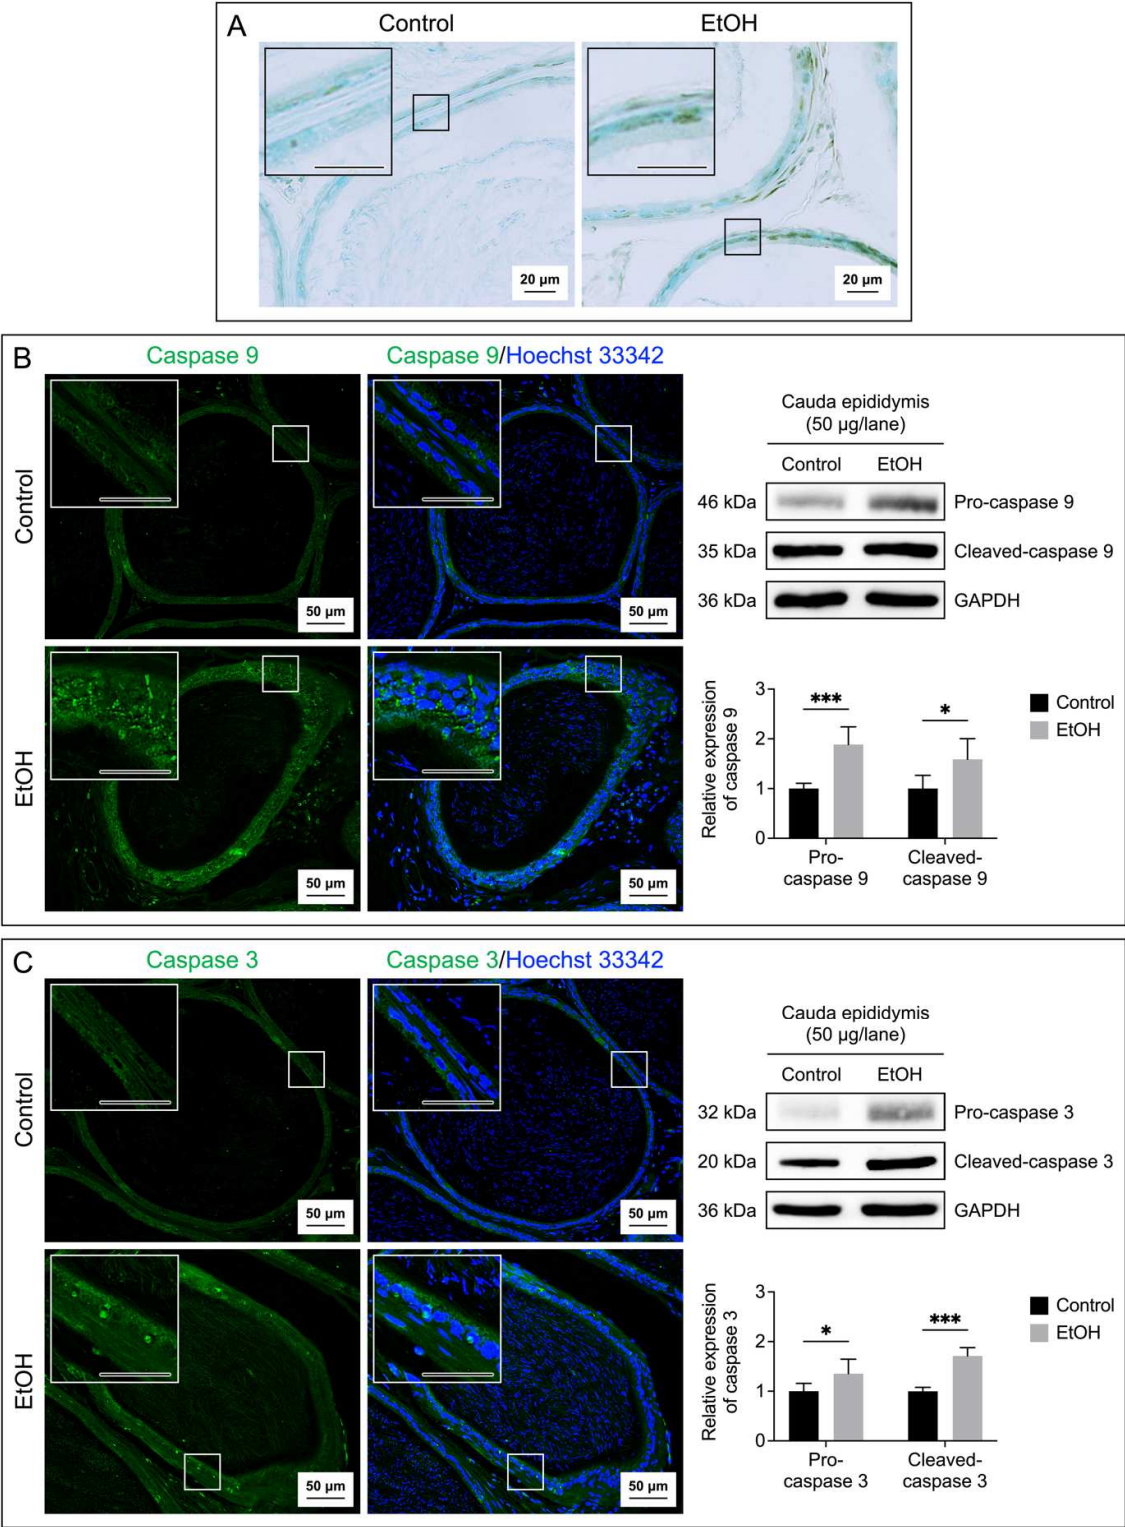 A
Control
EtOH
20 µm
20 µm
B
Caspase 9
Caspase 9/Hoechst 33342
Control
50 µm
50 µm
EtOH
50 µm
50 µm
Cauda epididymis
(50 µg/lane)
Control EtOH
46 kDa Pro-caspase 9
35 kDa Cleaved-caspase 9
36 kDa GAPDH
Relative expression
of caspase 9
3
2
1
0
***
*
Control
EtOH
Pro-
caspase 9
Cleaved-
caspase 9
C
Caspase 3
Caspase 3/Hoechst 33342
Control
50 µm
50 µm
EtOH
50 µm
50 µm
Cauda epididymis
(50 µg/lane)
Control EtOH
32 kDa Pro-caspase 3
20 kDa Cleaved-caspase 3
36 kDa GAPDH
Relative expression
of caspase 3
3
2
1
0
*
***
Control
EtOH
Pro-
caspase 3
Cleaved-
caspase 3